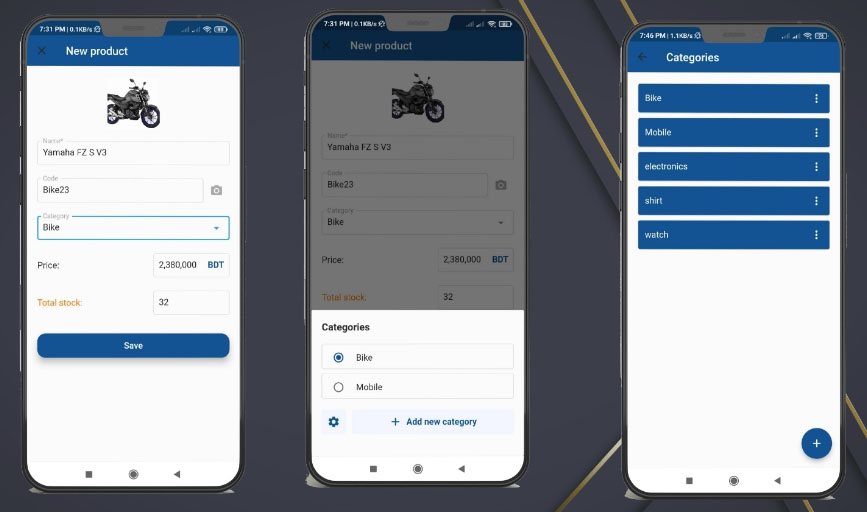 7:31 PM | 0.1KB/s
New product
Name*
Yamaha FZ S V3
Code
Bike23
Category
Bike
Price:
2,380,000 BDT
Total stock:
32
Save
7:31 PM | 0.1KB/s
New product
Name*
Yamaha FZ S V3
Code
Bike23
Category
Bike
Price:
2,380,000 BDT
Total stock:
32
Categories
Bike
Mobile
+ Add new category
7:46 PM | 1.1KB/s
Categories
Bike
Mobile
electronics
shirt
watch
+